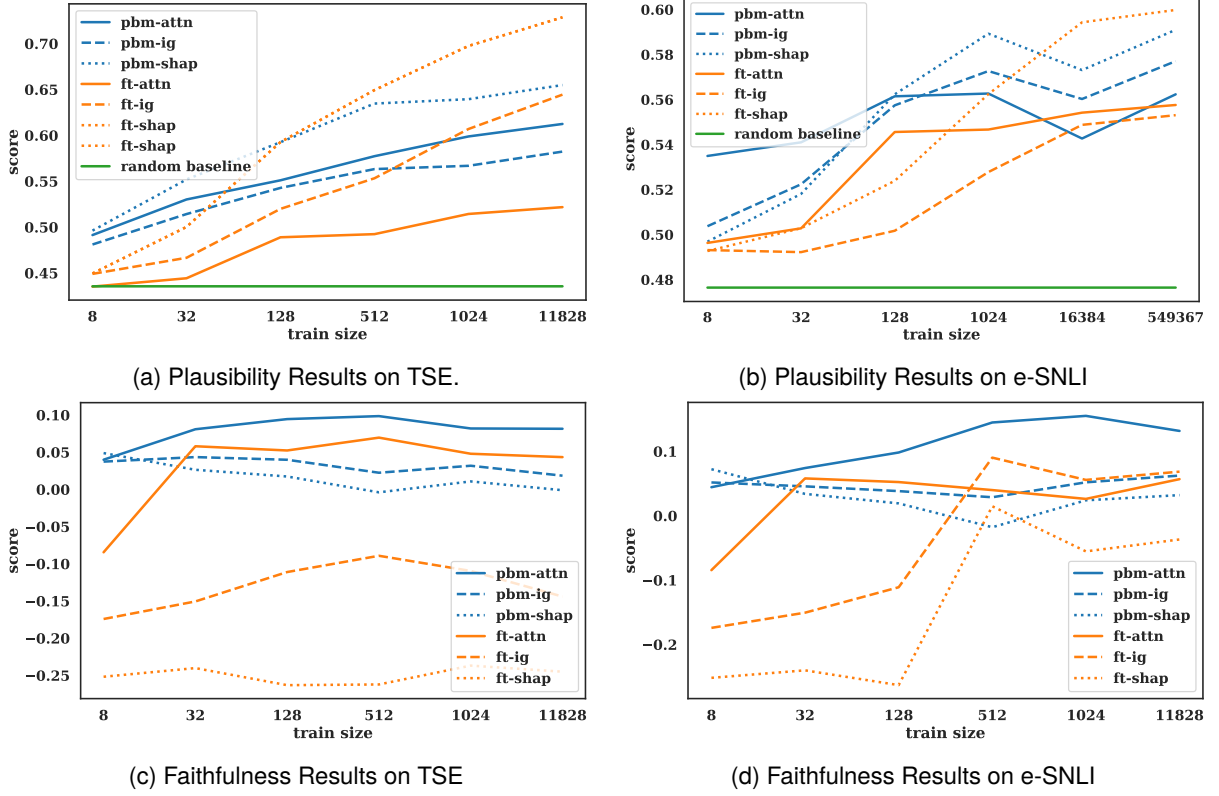 score
0.70
0.65
0.60
0.55
0.50
0.45
pbm-attn
pbm-ig
pbm-shap
ft-attn
ft-ig
ft-shap
ft-shap
random baseline
8 32 128 512 1024 11828
train size
(a) Plausibility Results on TSE.
score
0.60
0.58
0.56
0.54
0.52
0.50
0.48
pbm-attn
pbm-ig
pbm-shap
ft-attn
ft-ig
ft-shap
random baseline
8 32 128 1024 16384 549367
train size
(b) Plausibility Results on e-SNLI
score
0.10
0.05
0.00
−0.05
−0.10
−0.15
−0.20
−0.25
pbm-attn
pbm-ig
pbm-shap
ft-attn
ft-ig
ft-shap
8 32 128 512 1024 11828
train size
(c) Faithfulness Results on TSE
score
0.1
0.0
−0.1
−0.2
pbm-attn
pbm-ig
pbm-shap
ft-attn
ft-ig
ft-shap
8 32 128 512 1024 11828
train size
(d) Faithfulness Results on e-SNLI